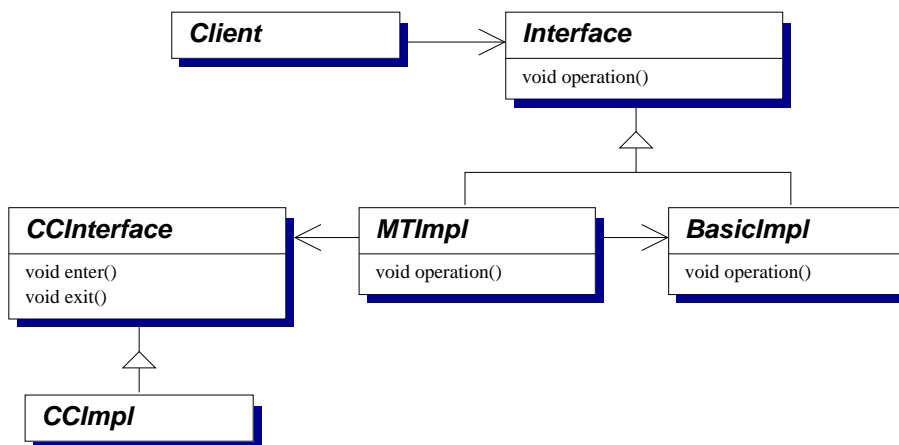 Client
Interface
void operation()
CCInterface
void enter()
void exit()
MTImpl
void operation()
BasicImpl
void operation()
CCImpl